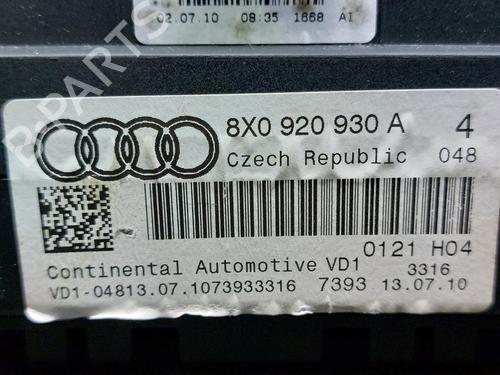 02.07.10 08:35 1668 AI
8X0 920 930 A 4
Czech Republic 048
0121 H04
Continental Automotive VD1 3316
VD1-04813.07.1073933316 7393 13.07.10
B-PARTS